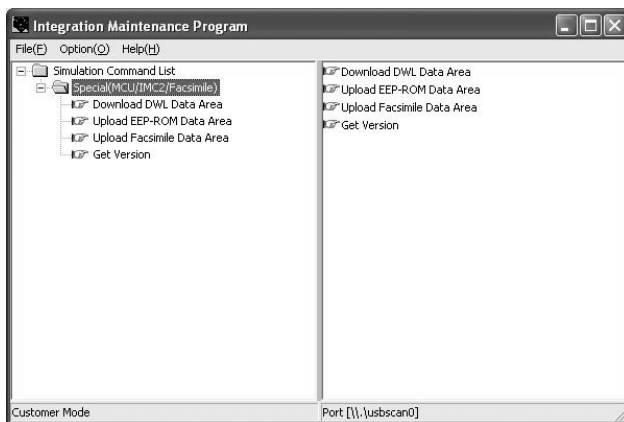 Integration Maintenance Program
File(F) Option(O) Help(H)
Simulation Command List
Special(MCU/IMC2/Facsimile)
Download DWL Data Area
Upload EEP-ROM Data Area
Upload Facsimile Data Area
Get Version
Download DWL Data Area
Upload EEP-ROM Data Area
Upload Facsimile Data Area
Get Version
Customer Mode
Port [\\.\usbscan0]